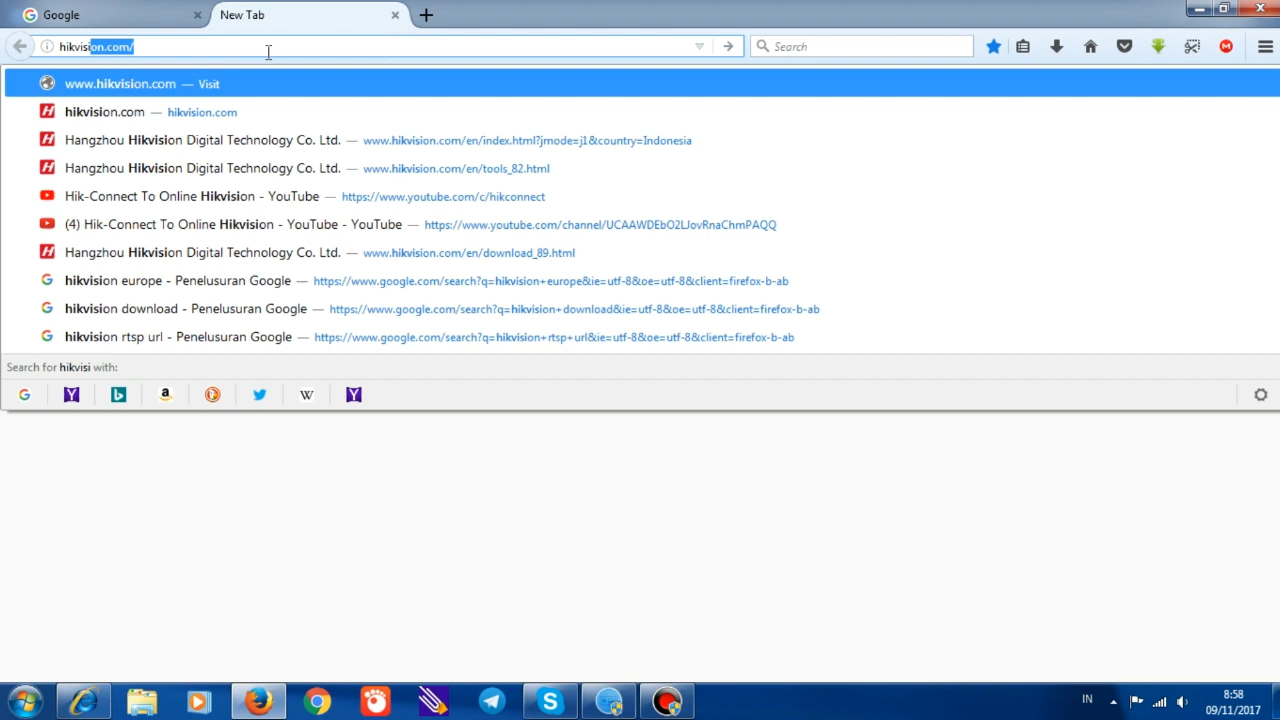 Google
New Tab
hikvision.com/
Search
www.hikvision.com — Visit
hikvision.com — hikvision.com
Hangzhou Hikvision Digital Technology Co. Ltd. — www.hikvision.com/en/index.html?jmode=j1&country=Indonesia
Hangzhou Hikvision Digital Technology Co. Ltd. — www.hikvision.com/en/tools_82.html
Hik-Connect To Online Hikvision - YouTube — https://www.youtube.com/c/hikconnect
(4) Hik-Connect To Online Hikvision - YouTube - YouTube — https://www.youtube.com/channel/UCAAWDEbO2LJovRnaChmPAQQ
Hangzhou Hikvision Digital Technology Co. Ltd. — www.hikvision.com/en/download_89.html
hikvision europe - Penelusuran Google — https://www.google.com/search?q=hikvision+europe&ie=utf-8&oe=utf-8&client=firefox-b-ab
hikvision download - Penelusuran Google — https://www.google.com/search?q=hikvision+download&ie=utf-8&oe=utf-8&client=firefox-b-ab
hikvision rtsp url - Penelusuran Google — https://www.google.com/search?q=hikvision+rtsp+url&ie=utf-8&oe=utf-8&client=firefox-b-ab
Search for hikvisi with:
IN
8:58
09/11/2017